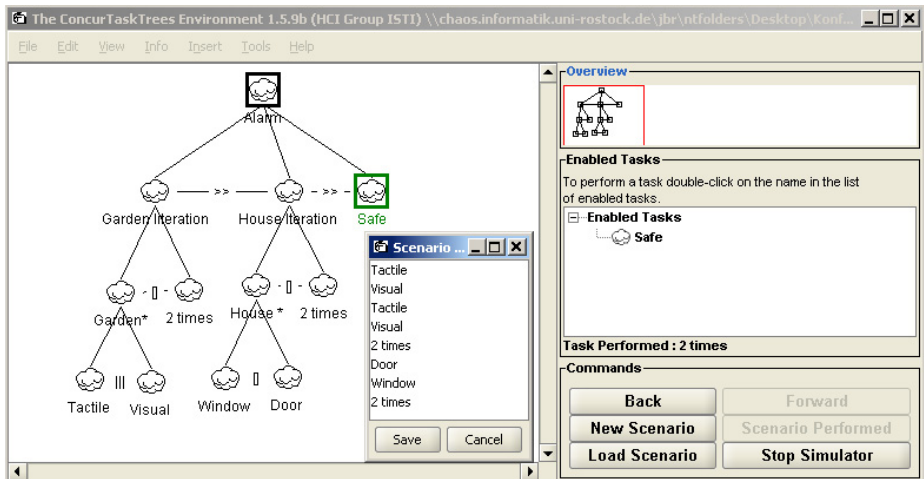 The ConcurTaskTrees Environment 1.5.9b (HCI Group ISTI) \\chaos.informatik.uni-rostock.de\jbr\ntfolders\Desktop\Konf...
File Edit View Info Insert Tools Help
Alarm
Garden Iteration >> House Iteration >> Safe
Garden* [] 2 times House * [] 2 times
Tactile ||| Visual Window [] Door
Scenario ...
Tactile
Visual
Tactile
Visual
2 times
Door
Window
2 times
Save Cancel
Overview
Enabled Tasks
To perform a task double-click on the name in the list
of enabled tasks.
Enabled Tasks
Safe
Task Performed : 2 times
Commands
Back Forward
New Scenario Scenario Performed
Load Scenario Stop Simulator